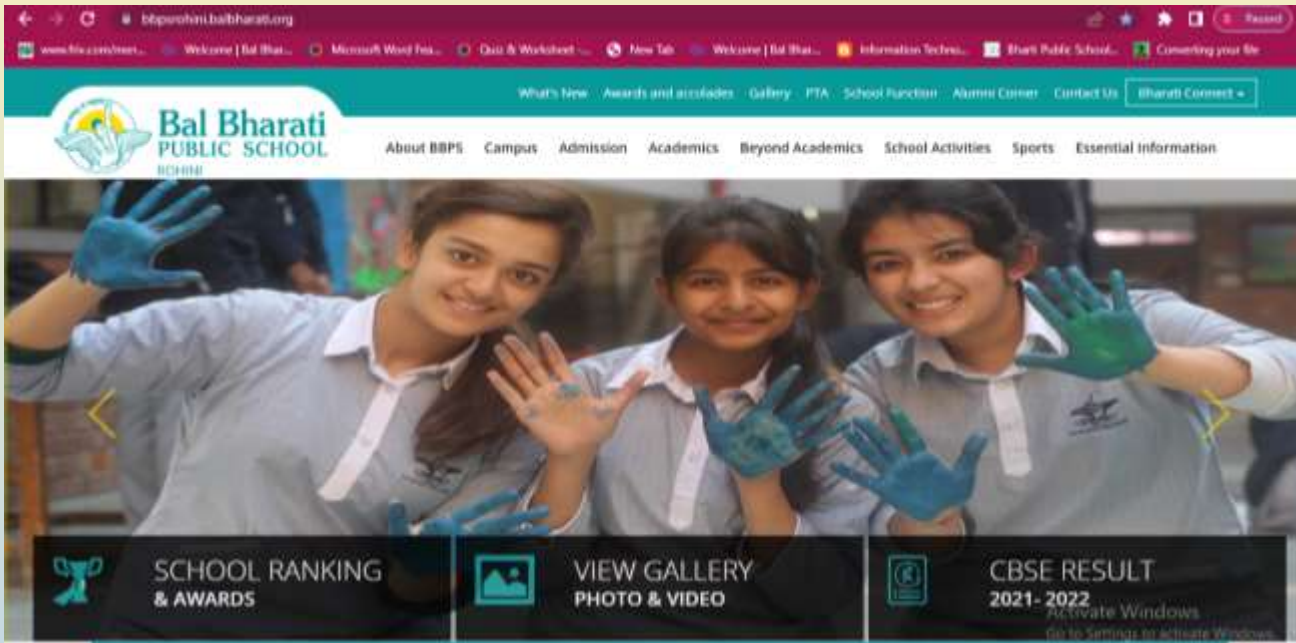 bbpsrohini.balbharati.org
Paused
Welcome | Bal Bhar... Microsoft Word Fea... Quiz & Worksheet -... New Tab Welcome | Bal Bhar... Information Techno... Bharti Public School... Converting your file
What's New Awards and accolades Gallery PTA School Function Alumni Corner Contact Us Bharati Connect
Bal Bharati
PUBLIC SCHOOL
ROHINI
About BBPS Campus Admission Academics Beyond Academics School Activities Sports Essential Information
SCHOOL RANKING
& AWARDS
VIEW GALLERY
PHOTO & VIDEO
CBSE RESULT
2021- 2022
Activate Windows
Go to Settings to activate Windows.